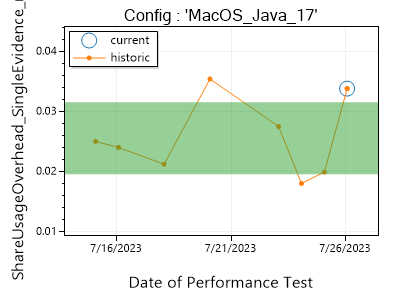 Config : 'MacOS_Java_17'
ShareUsageOverhead_SingleEvidence_
current
historic
0.04
0.03
0.02
0.01
7/16/2023
7/21/2023
7/26/2023
Date of Performance Test